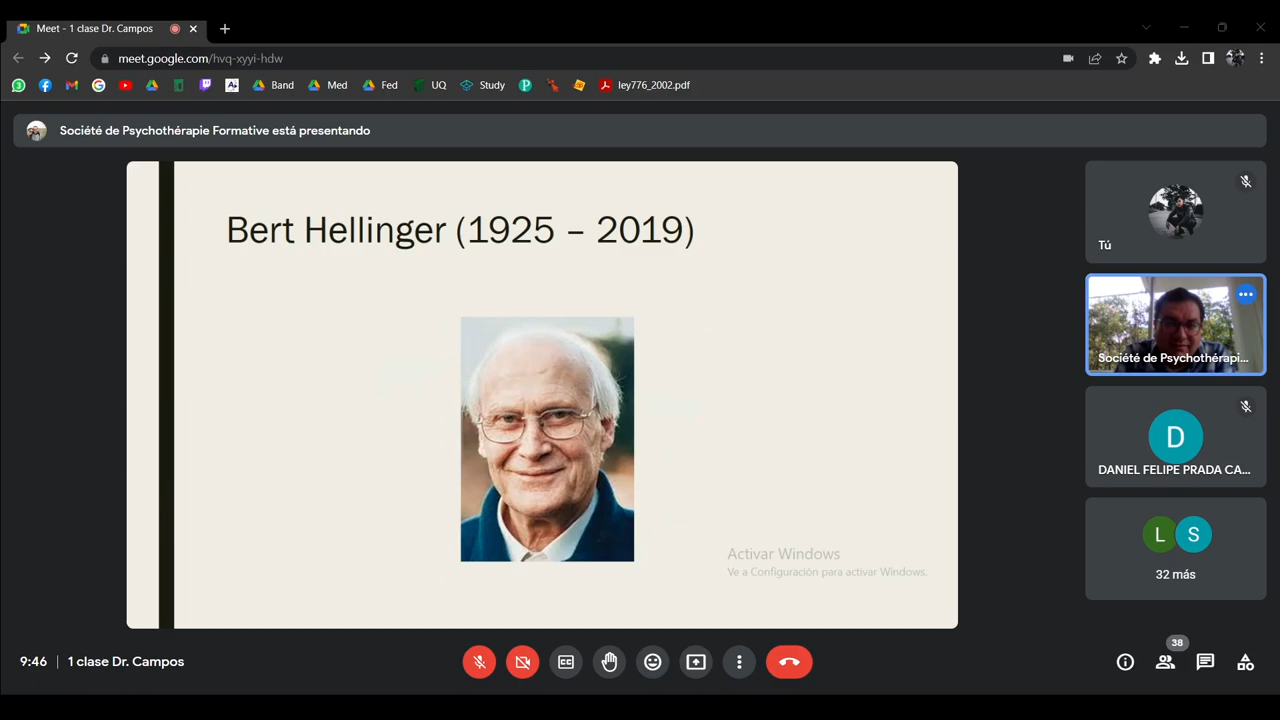 Meet - 1 clase Dr. Campos
meet.google.com/hvq-xyyi-hdw
3
Band
Med
Fed
UQ
Study
P
ley776_2002.pdf
Société de Psychothérapie Formative está presentando
Bert Hellinger (1925 – 2019)
Activar Windows
Ve a Configuración para activar Windows.
Tú
Société de Psychothérapi...
D
DANIEL FELIPE PRADA CA...
L S
32 más
9:46 | 1 clase Dr. Campos
38